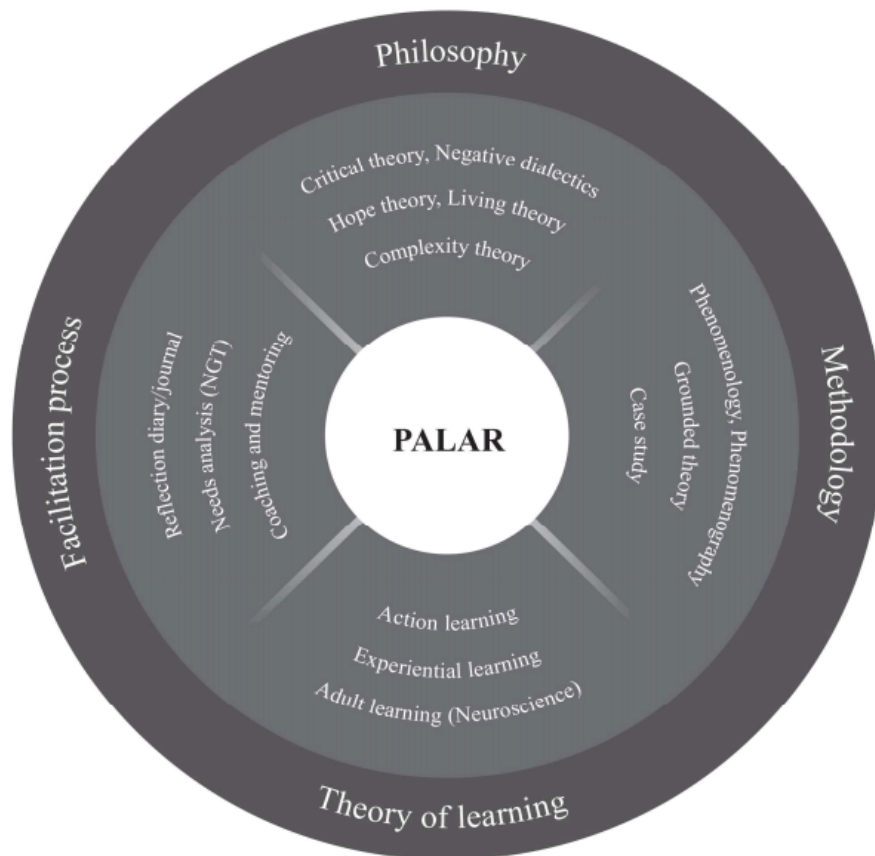 Philosophy
Critical theory, Negative dialectics
Hope theory, Living theory
Complexity theory
Facilitation process
Reflection diary/journal
Needs analysis (NGT)
Coaching and mentoring
PALAR
Case study
Grounded theory
Phenomenology, Phenomenography
Methodology
Action learning
Experiential learning
Adult learning (Neuroscience)
Theory of learning